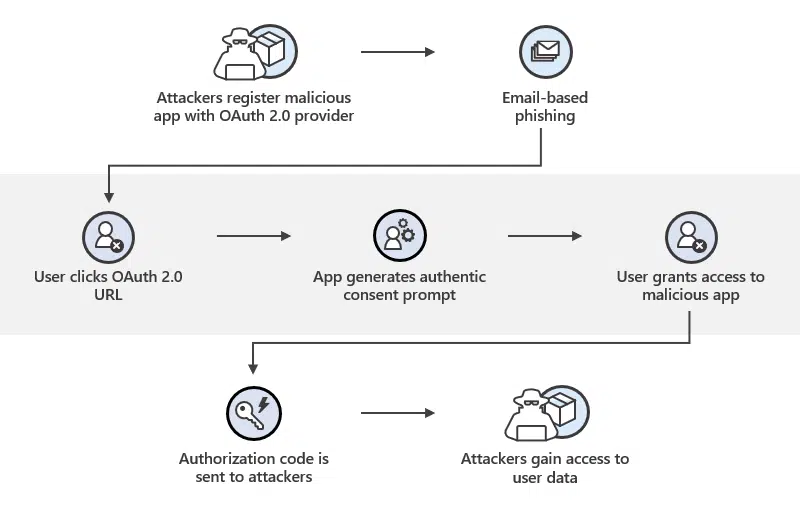 Attackers register malicious
app with OAuth 2.0 provider
Email-based
phishing
User clicks OAuth 2.0
URL
App generates authentic
consent prompt
User grants access to
malicious app
Authorization code is
sent to attackers
Attackers gain access to
user data